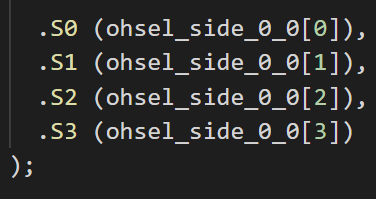 .S0 (ohsel_side_0_0[0]),
.S1 (ohsel_side_0_0[1]),
.S2 (ohsel_side_0_0[2]),
.S3 (ohsel_side_0_0[3])
);